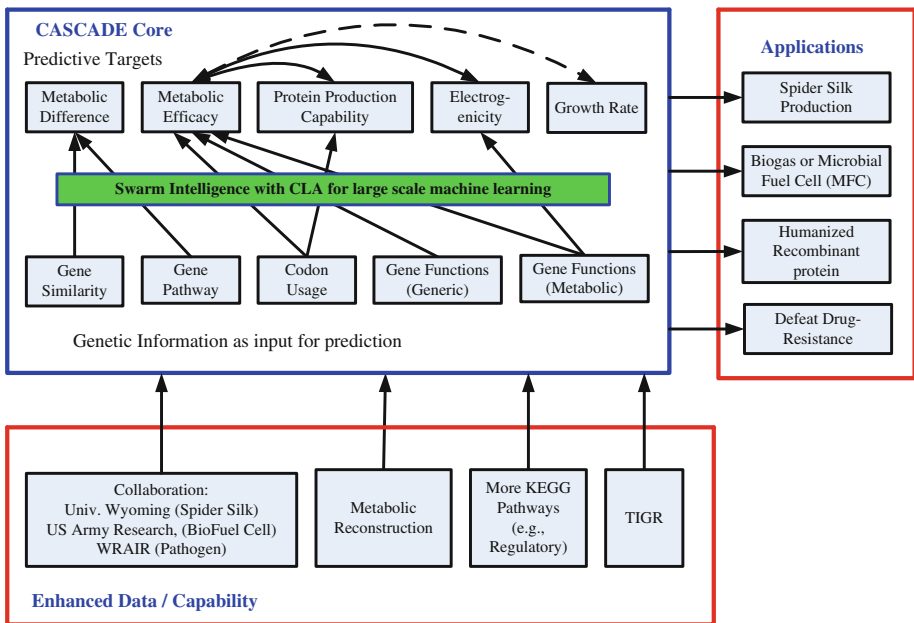 CASCADE Core
Predictive Targets
Metabolic
Difference
Metabolic
Efficacy
Protein Production
Capability
Electrog-
enicity
Growth Rate
Swarm Intelligence with CLA for large scale machine learning
Gene
Similarity
Gene
Pathway
Codon
Usage
Gene Functions
(Generic)
Gene Functions
(Metabolic)
Genetic Information as input for prediction
Applications
Spider Silk
Production
Biogas or Microbial
Fuel Cell (MFC)
Humanized
Recombinant
protein
Defeat Drug-
Resistance
Collaboration:
Univ. Wyoming (Spider Silk)
US Army Research, (BioFuel Cell)
WRAIR (Pathogen)
Metabolic
Reconstruction
More KEGG
Pathways
(e.g.,
Regulatory)
TIGR
Enhanced Data / Capability